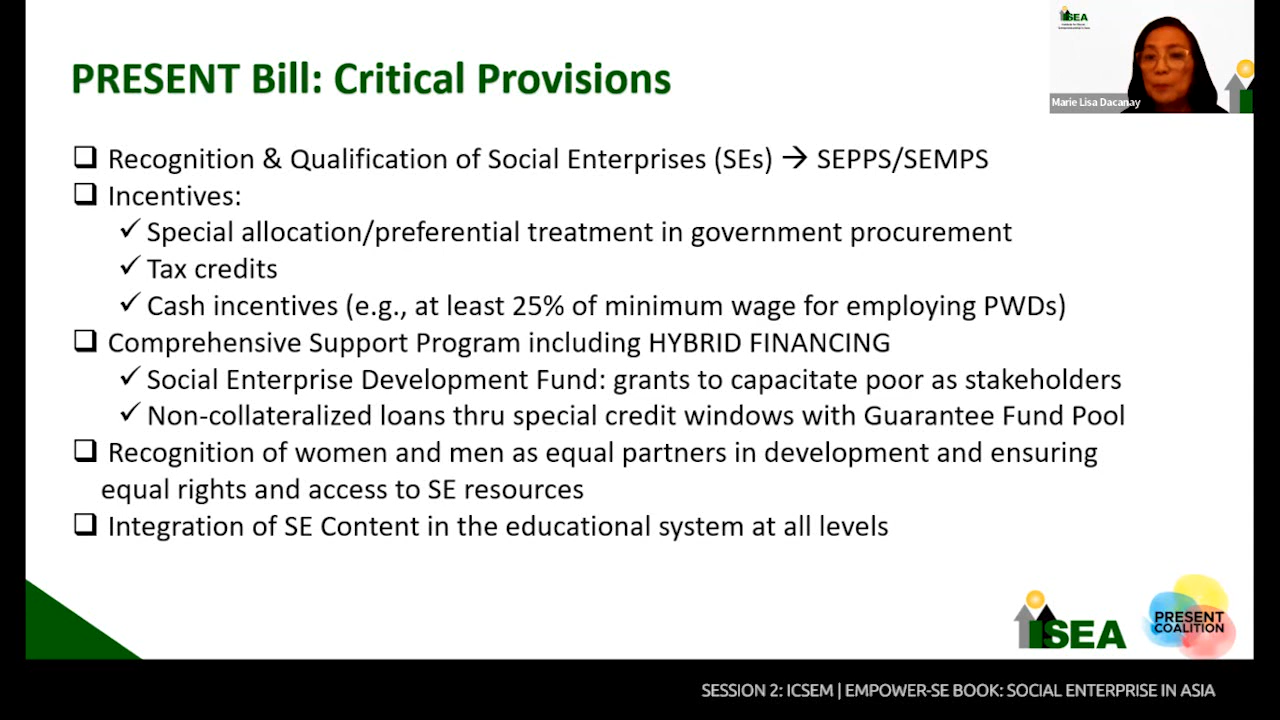 PRESENT Bill: Critical Provisions
ISEA
Marie Lisa Dacanay
Recognition & Qualification of Social Enterprises (SEs) → SEPPS/SEMPS
Incentives:
Special allocation/preferential treatment in government procurement
Tax credits
Cash incentives (e.g., at least 25% of minimum wage for employing PWDs)
Comprehensive Support Program including HYBRID FINANCING
Social Enterprise Development Fund: grants to capacitate poor as stakeholders
Non-collateralized loans thru special credit windows with Guarantee Fund Pool
Recognition of women and men as equal partners in development and ensuring
equal rights and access to SE resources
Integration of SE Content in the educational system at all levels
ISEA
PRESENT
COALITION
SESSION 2: ICSEM | EMPOWER-SE BOOK: SOCIAL ENTERPRISE IN ASIA